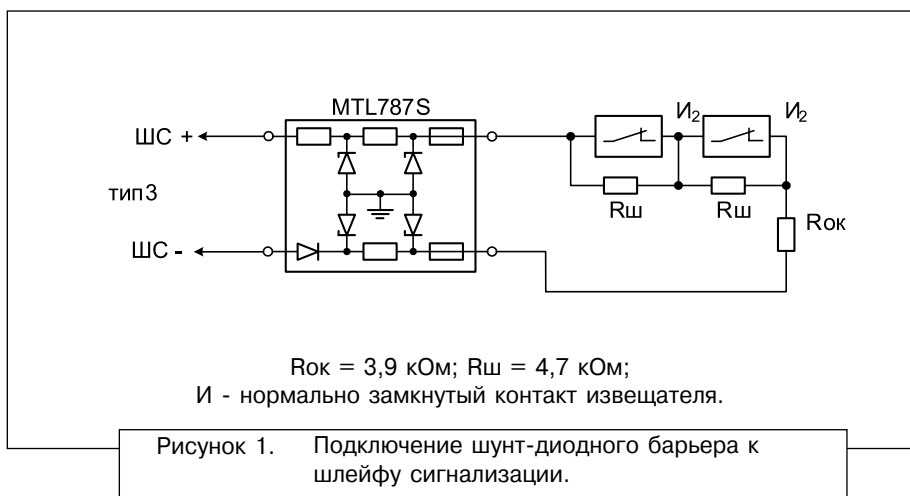 MTL787S
ШС +
И2
И2
тип3
Rш
Rш
Rок
ШС -
Rок = 3,9 кОм; Rш = 4,7 кОм;
И - нормально замкнутый контакт извещателя.
Рисунок 1. Подключение шунт-диодного барьера к
шлейфу сигнализации.